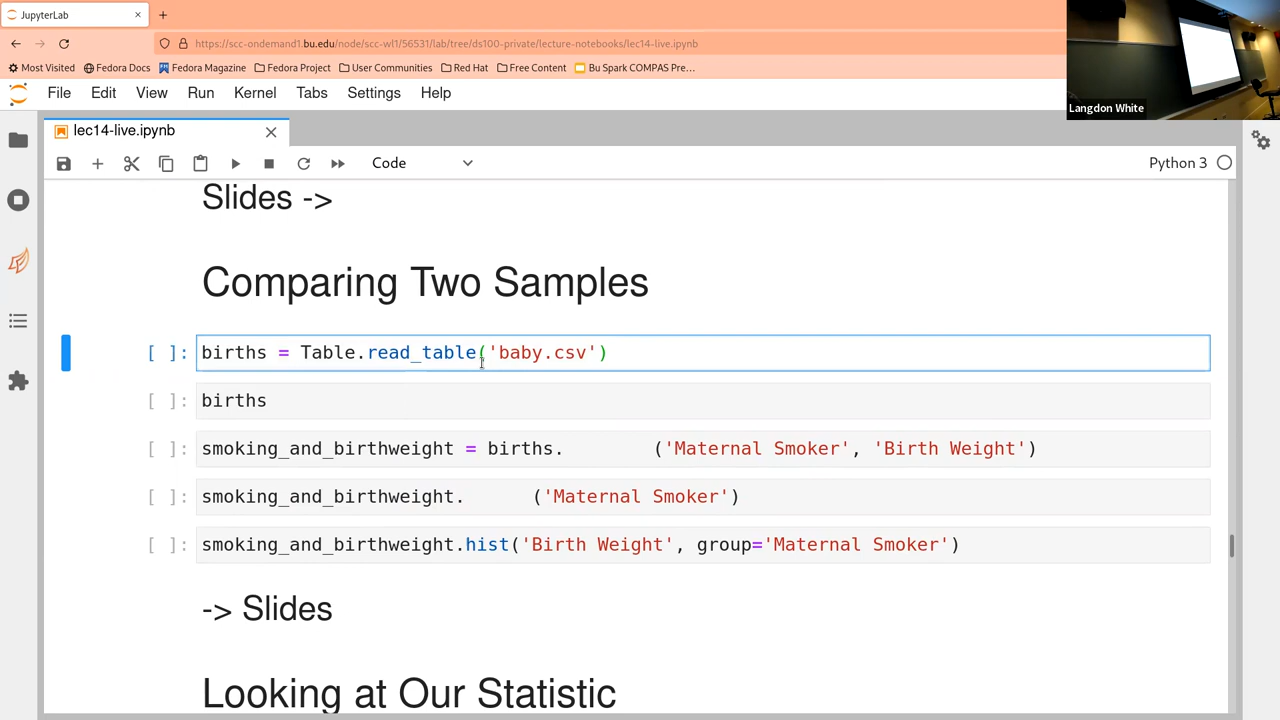 JupyterLab
https://scc-ondemand1.bu.edu/node/scc-wl1/56531/lab/tree/ds100-private/lecture-notebooks/lec14-live.ipynb
Most Visited Fedora Docs Fedora Magazine Fedora Project User Communities Red Hat Free Content Bu Spark COMPAS Pre…
Langdon White
File Edit View Run Kernel Tabs Settings Help
lec14-live.ipynb
Code Python 3
Slides ->
Comparing Two Samples
[ ]: births = Table.read_table('baby.csv')
[ ]: births
[ ]: smoking_and_birthweight = births.        ('Maternal Smoker', 'Birth Weight')
[ ]: smoking_and_birthweight.      ('Maternal Smoker')
[ ]: smoking_and_birthweight.hist('Birth Weight', group='Maternal Smoker')
-> Slides
Looking at Our Statistic